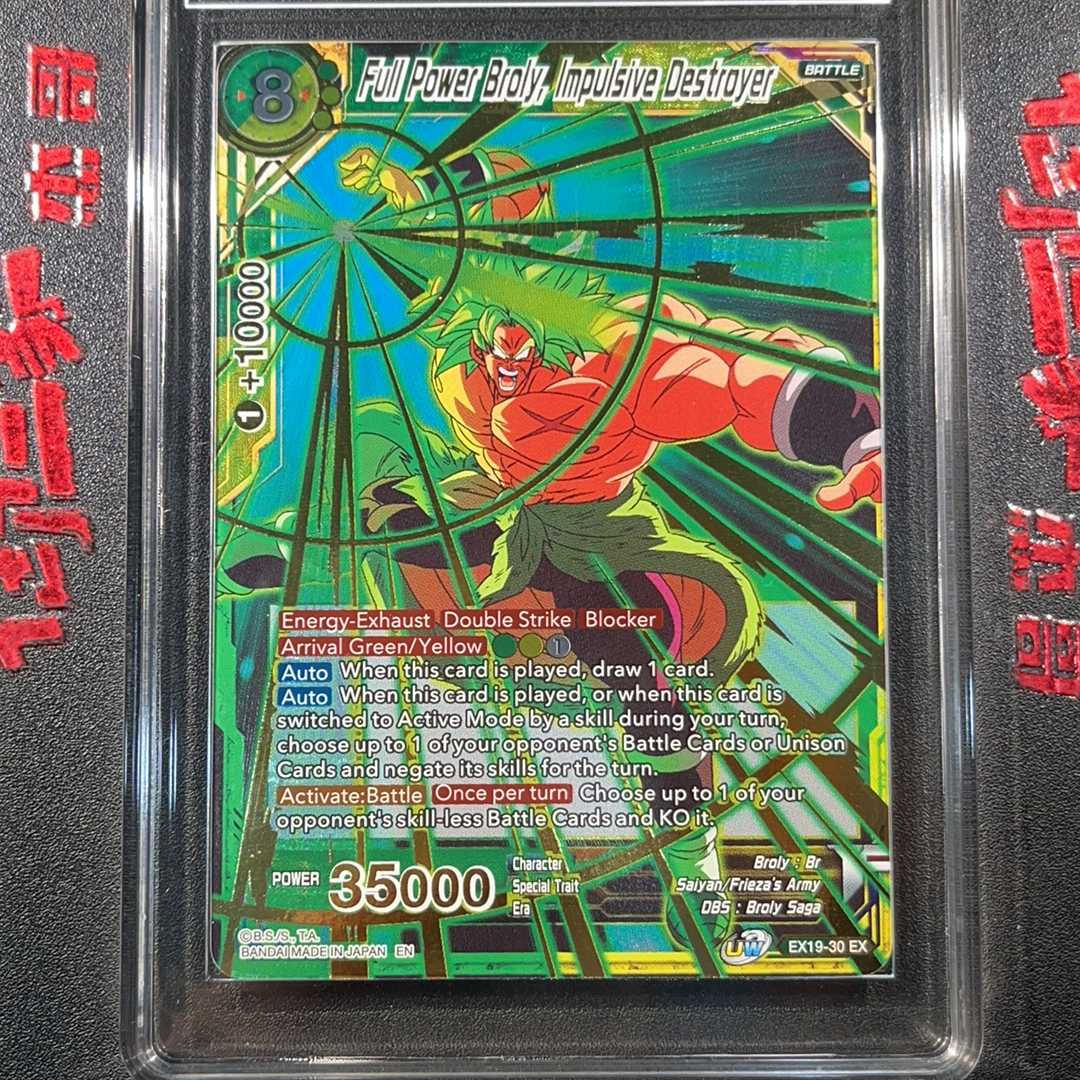 8
Full Power Broly, Impulsive Destroyer
BATTLE
1 +10000
Energy-Exhaust Double Strike Blocker
Arrival Green/Yellow 1
Auto When this card is played, draw 1 card.
Auto When this card is played, or when this card is
switched to Active Mode by a skill during your turn,
choose up to 1 of your opponent's Battle Cards or Unison
Cards and negate its skills for the turn.
Activate:Battle Once per turn Choose up to 1 of your
opponent's skill-less Battle Cards and KO it.
POWER 35000
Character Broly : Br
Special Trait Saiyan/Frieza's Army
Era DBS : Broly Saga
© B.S./S., T.A.
BANDAI MADE IN JAPAN EN
UW EX19-30 EX